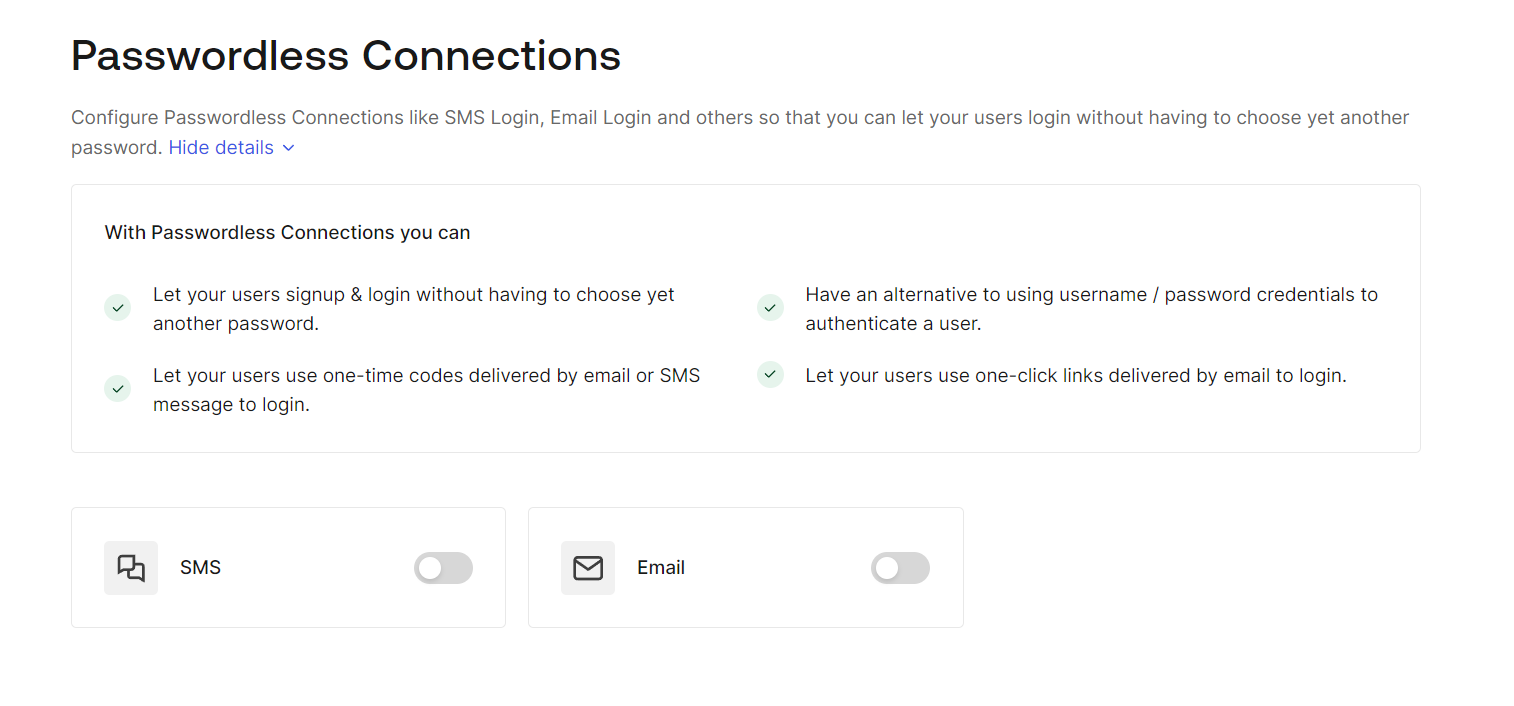 Passwordless Connections
Configure Passwordless Connections like SMS Login, Email Login and others so that you can let your users login without having to choose yet another
password. Hide details
With Passwordless Connections you can
Let your users signup & login without having to choose yet
another password.
Have an alternative to using username / password credentials to
authenticate a user.
Let your users use one-time codes delivered by email or SMS
message to login.
Let your users use one-click links delivered by email to login.
SMS
Email